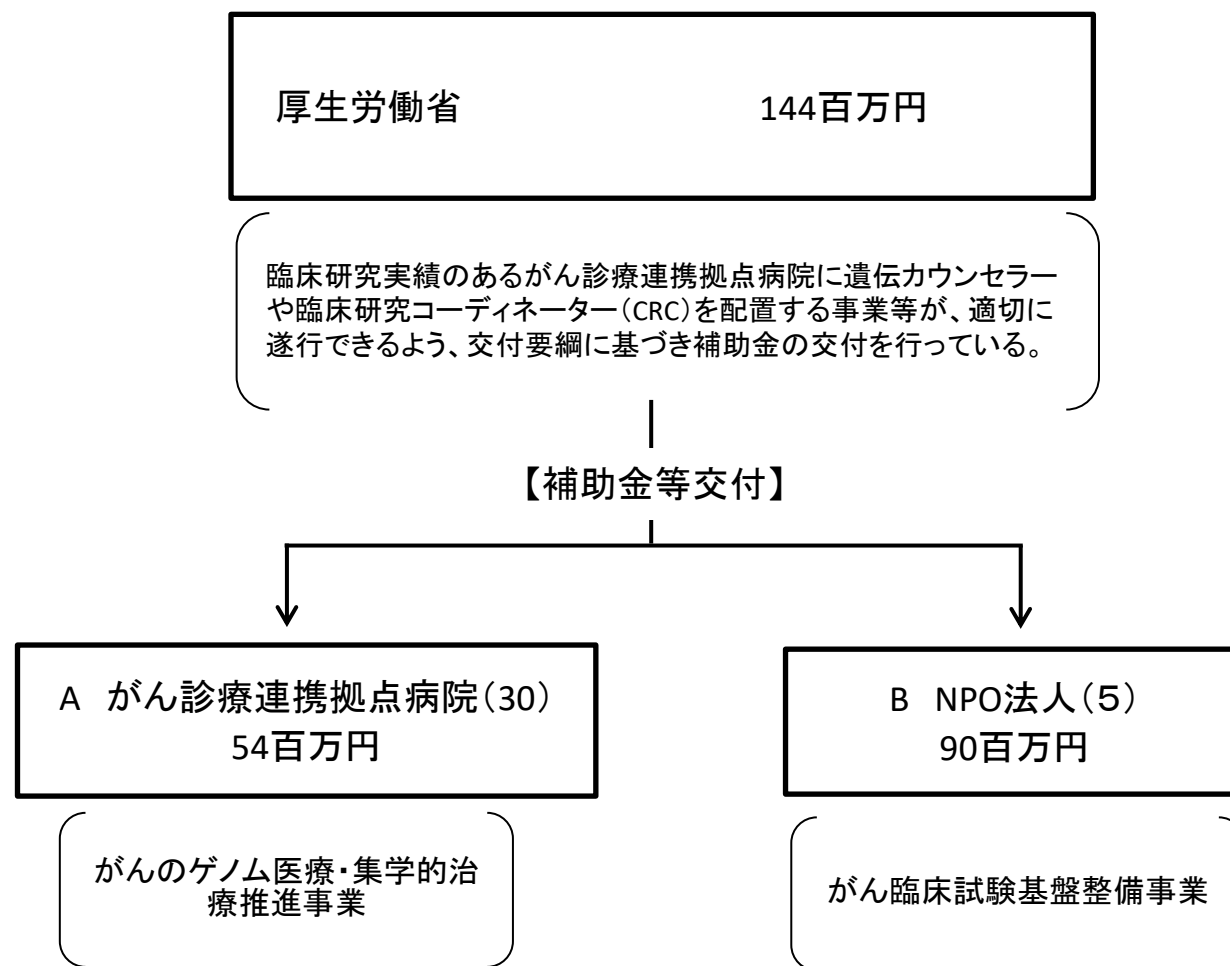 厚生労働省 144百万円
臨床研究実績のあるがん診療連携拠点病院に遺伝カウンセラー
や臨床研究コーディネーター（CRC）を配置する事業等が、適切に
遂行できるよう、交付要綱に基づき補助金の交付を行っている。
【補助金等交付】
A　がん診療連携拠点病院（30）
54百万円
B　NPO法人（５）
90百万円
がんのゲノム医療・集学的治
療推進事業
がん臨床試験基盤整備事業